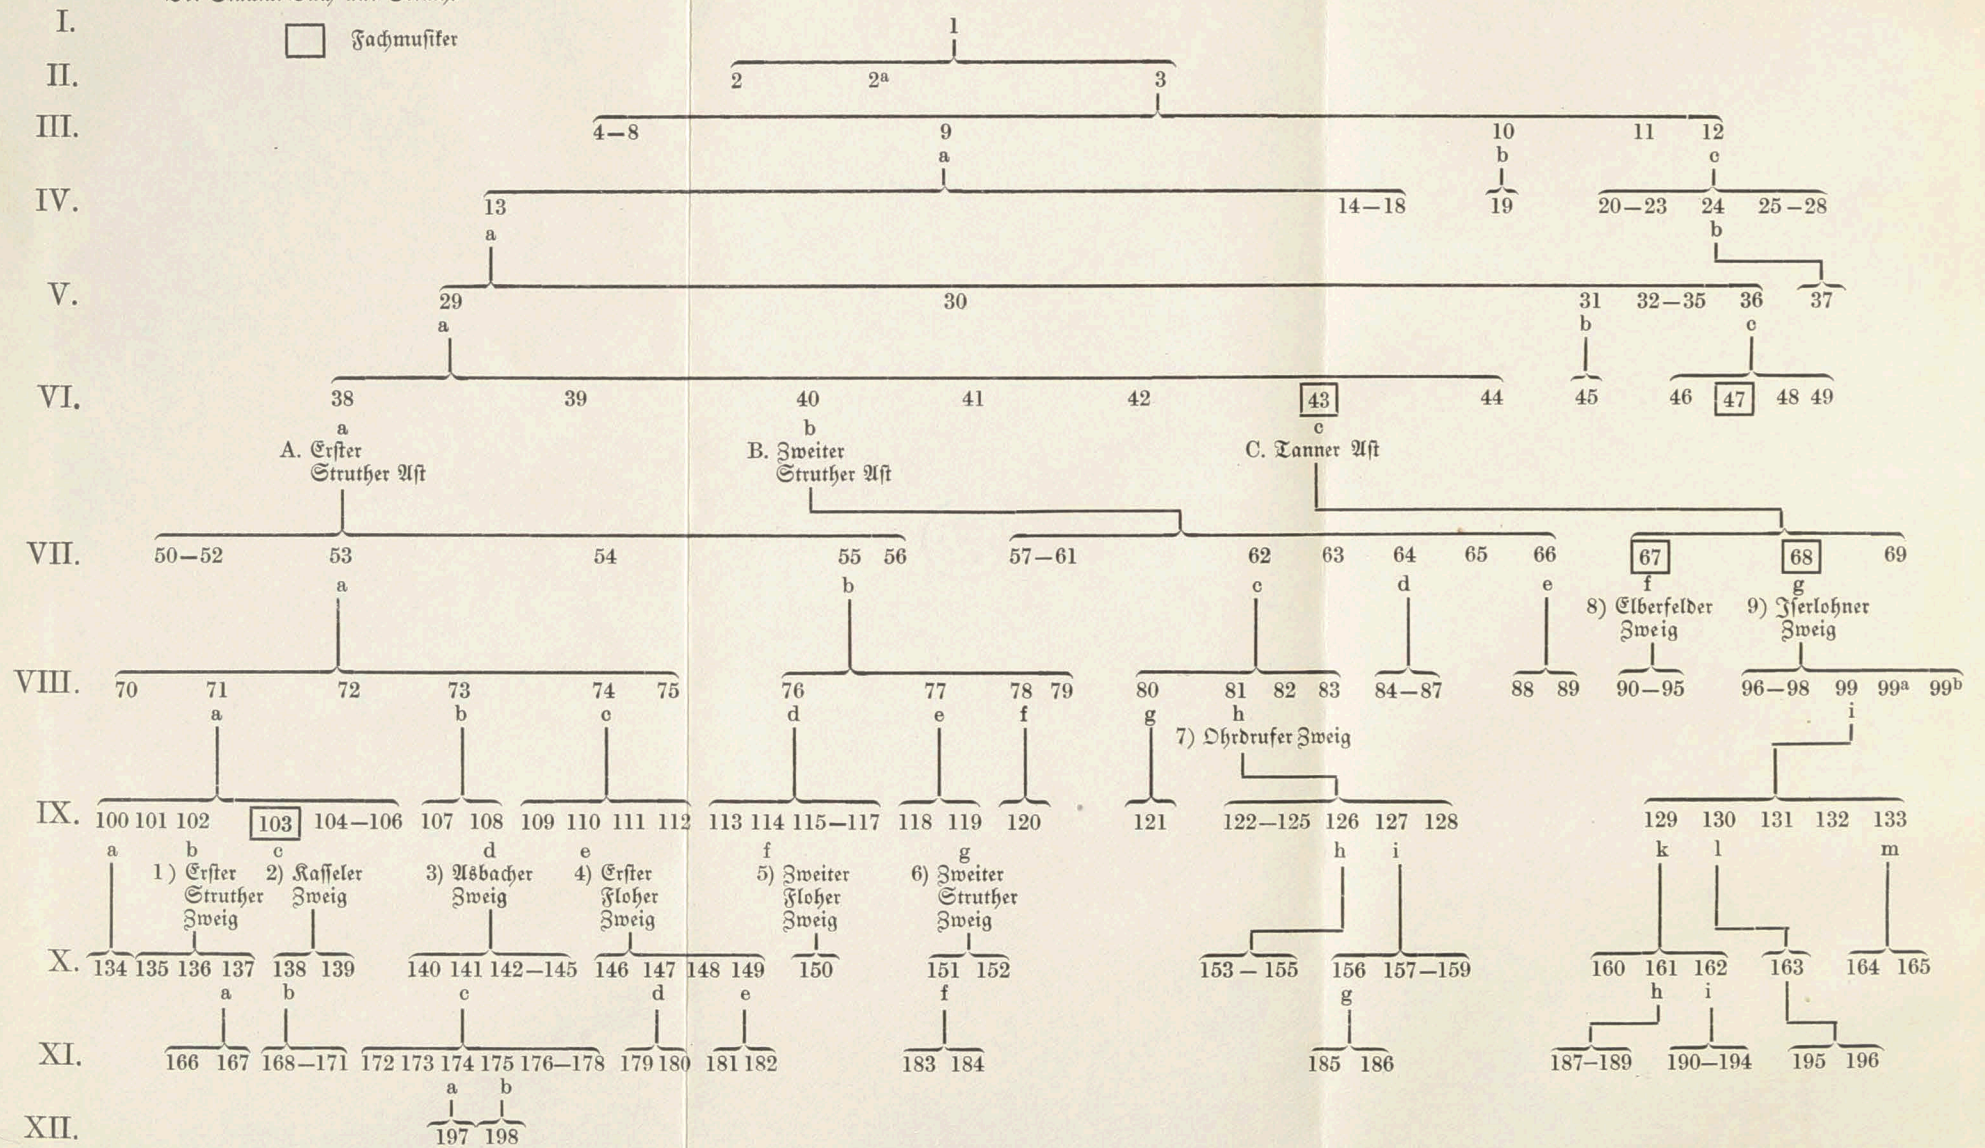 I. 1
Fachmusiker
II. 2 2a 3
III. 4–8 9 10 11 12
a b c
IV. 13 14–18 19 20–23 24 25–28
a b
V. 29 30 31 32–35 36 37
a b c
VI. 38 39 40 41 42 43 44 45 46 47 48 49
a b c
A. Erster B. Zweiter C. Tanner Ast
Struther Ast Struther Ast
VII. 50–52 53 54 55 56 57–61 62 63 64 65 66 67 68 69
a b c d e f g
8) Elberfelder 9) Iserlohner
Zweig Zweig
VIII. 70 71 72 73 74 75 76 77 78 79 80 81 82 83 84–87 88 89 90–95 96–98 99 99a 99b
a b c d e f g h i
7) Ohrdrufer Zweig
IX. 100 101 102 103 104–106 107 108 109 110 111 112 113 114 115–117 118 119 120 121 122–125 126 127 128 129 130 131 132 133
a b c d e f g h i k l m
1) Erster 2) Kasseler 3) Asbacher 4) Erster 5) Zweiter 6) Zweiter
Struther Zweig Zweig Floher Floher Struther
Zweig Zweig Zweig Zweig
X. 134 135 136 137 138 139 140 141 142–145 146 147 148 149 150 151 152 153–155 156 157–159 160 161 162 163 164 165
a b c d e f g h i
XI. 166 167 168–171 172 173 174 175 176–178 179 180 181 182 183 184 185 186 187–189 190–194 195 196
a b
XII. 197 198